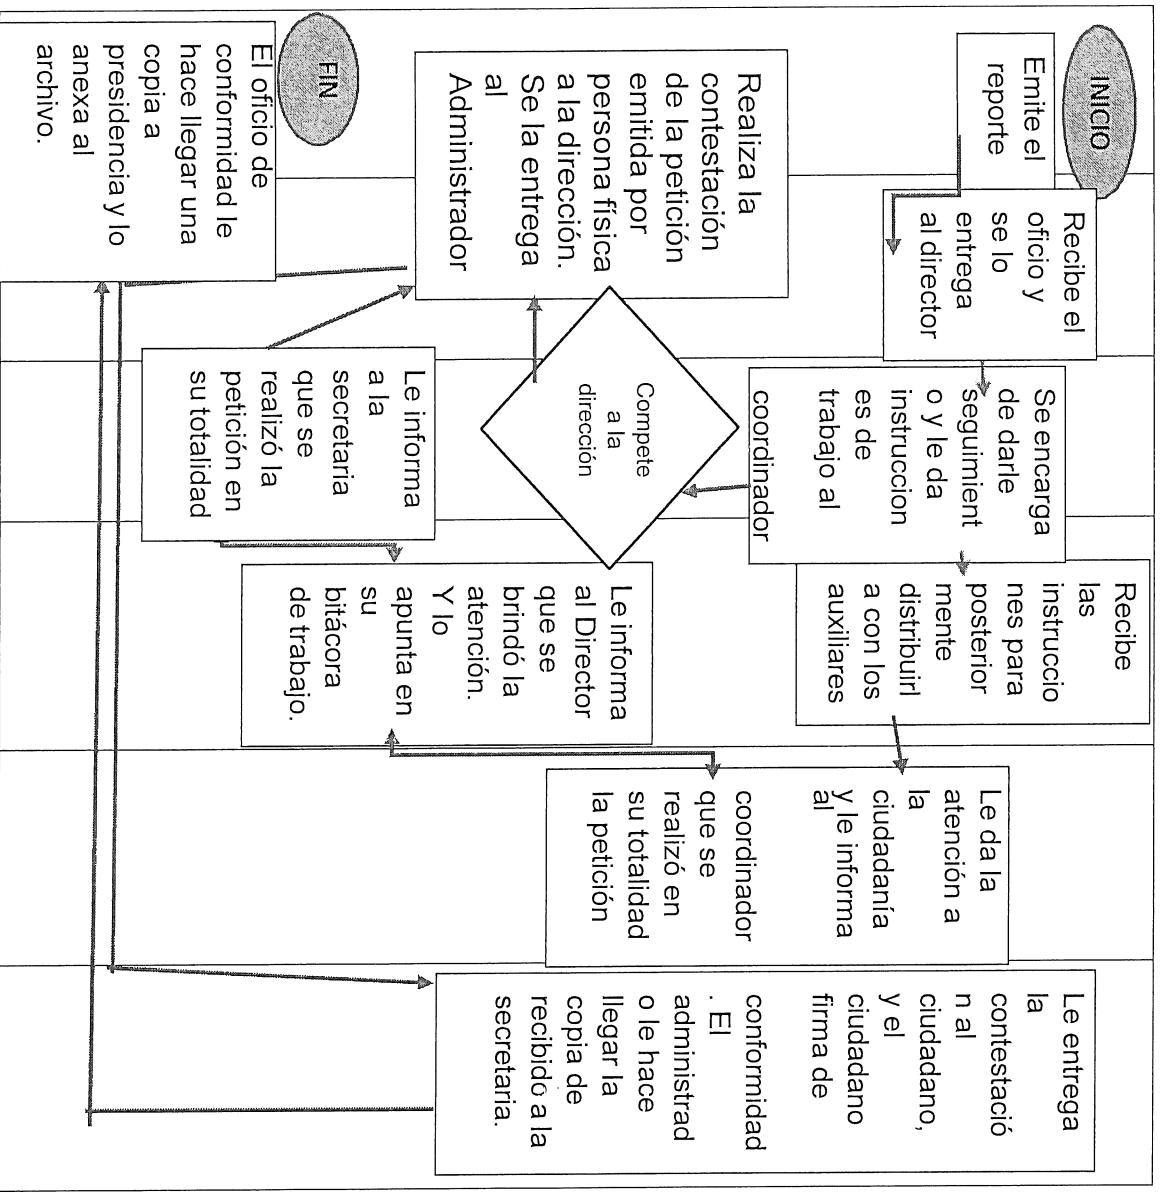 INICIO
Emite el
reporte
Recibe el
oficio y
se lo
entrega
al director
Se encarga
de darle
seguimient
o y le da
instruccion
es de
trabajo al
coordinador
Recibe
las
instruccio
nes para
posterior
mente
distribuirl
a con los
auxiliares
Le da la
atención a
la
ciudadanía
y le informa
al
coordinador
que se
realizó en
su totalidad
la petición
Le entrega
la
contestació
n al
ciudadano,
y el
ciudadano
firma de
conformidad
. El
administrad
o le hace
llegar la
copia de
recibido a la
secretaria.
Compete
a la
dirección
Le informa
al Director
que se
brindó la
atención.
Y lo
apunta en
su
bitácora
de trabajo.
Le informa
a la
secretaria
que se
realizó la
petición en
su totalidad
Realiza la
contestación
de la petición
emitida por
persona física
a la dirección.
Se la entrega
al
Administrador
El oficio de
conformidad le
hace llegar una
copia a
presidencia y lo
anexa al
archivo.
FIN